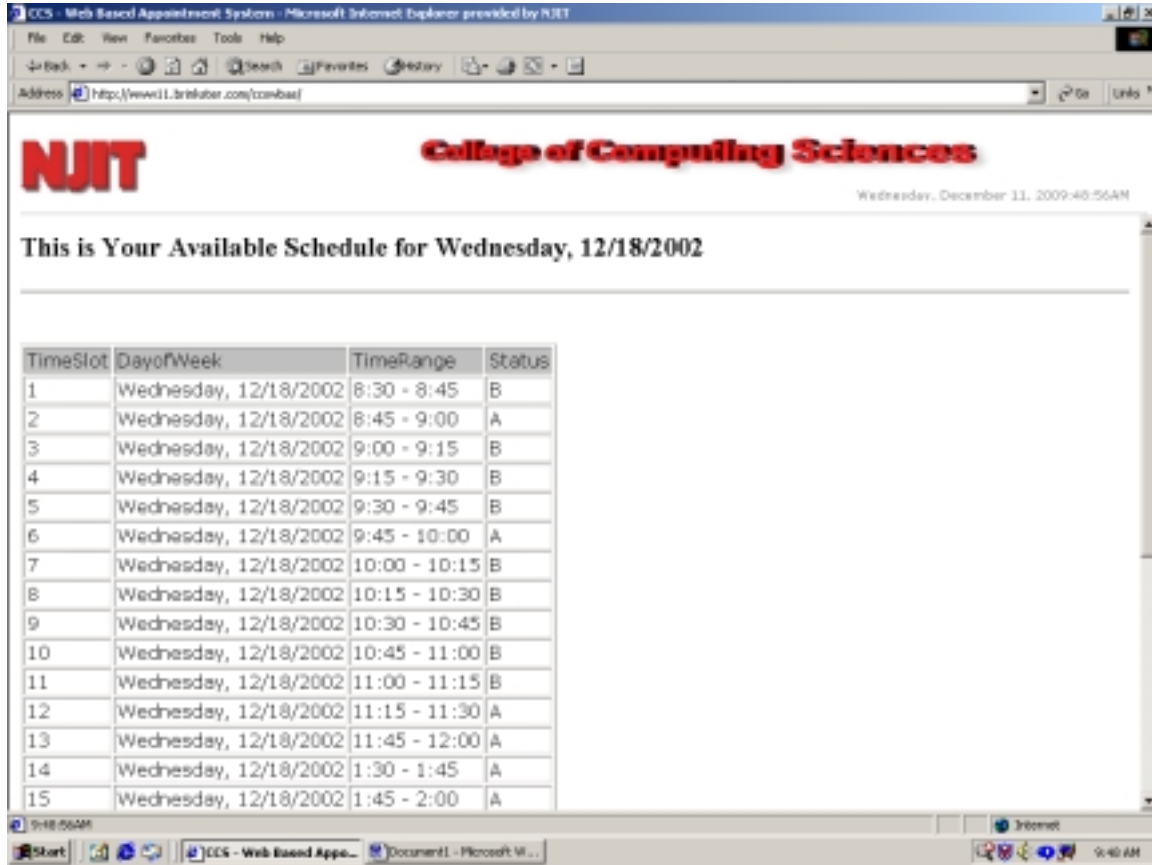 CCS - Web Based Appointment System - Microsoft Internet Explorer provided by NJIT
File Edit View Favorites Tools Help
Back Search Favorites History
Address Go Links
NJIT College of Computing Sciences
Wednesday, December 11, 2009:48:56AM
This is Your Available Schedule for Wednesday, 12/18/2002
TimeSlot DayofWeek TimeRange Status
1 Wednesday, 12/18/2002 8:30 - 8:45 B
2 Wednesday, 12/18/2002 8:45 - 9:00 A
3 Wednesday, 12/18/2002 9:00 - 9:15 B
4 Wednesday, 12/18/2002 9:15 - 9:30 B
5 Wednesday, 12/18/2002 9:30 - 9:45 B
6 Wednesday, 12/18/2002 9:45 - 10:00 A
7 Wednesday, 12/18/2002 10:00 - 10:15 B
8 Wednesday, 12/18/2002 10:15 - 10:30 B
9 Wednesday, 12/18/2002 10:30 - 10:45 B
10 Wednesday, 12/18/2002 10:45 - 11:00 B
11 Wednesday, 12/18/2002 11:00 - 11:15 B
12 Wednesday, 12/18/2002 11:15 - 11:30 A
13 Wednesday, 12/18/2002 11:45 - 12:00 A
14 Wednesday, 12/18/2002 1:30 - 1:45 A
15 Wednesday, 12/18/2002 1:45 - 2:00 A
9:48:56AM Internet
Start CCS - Web Based Appo... Document1 - Microsoft W... 9:48 AM